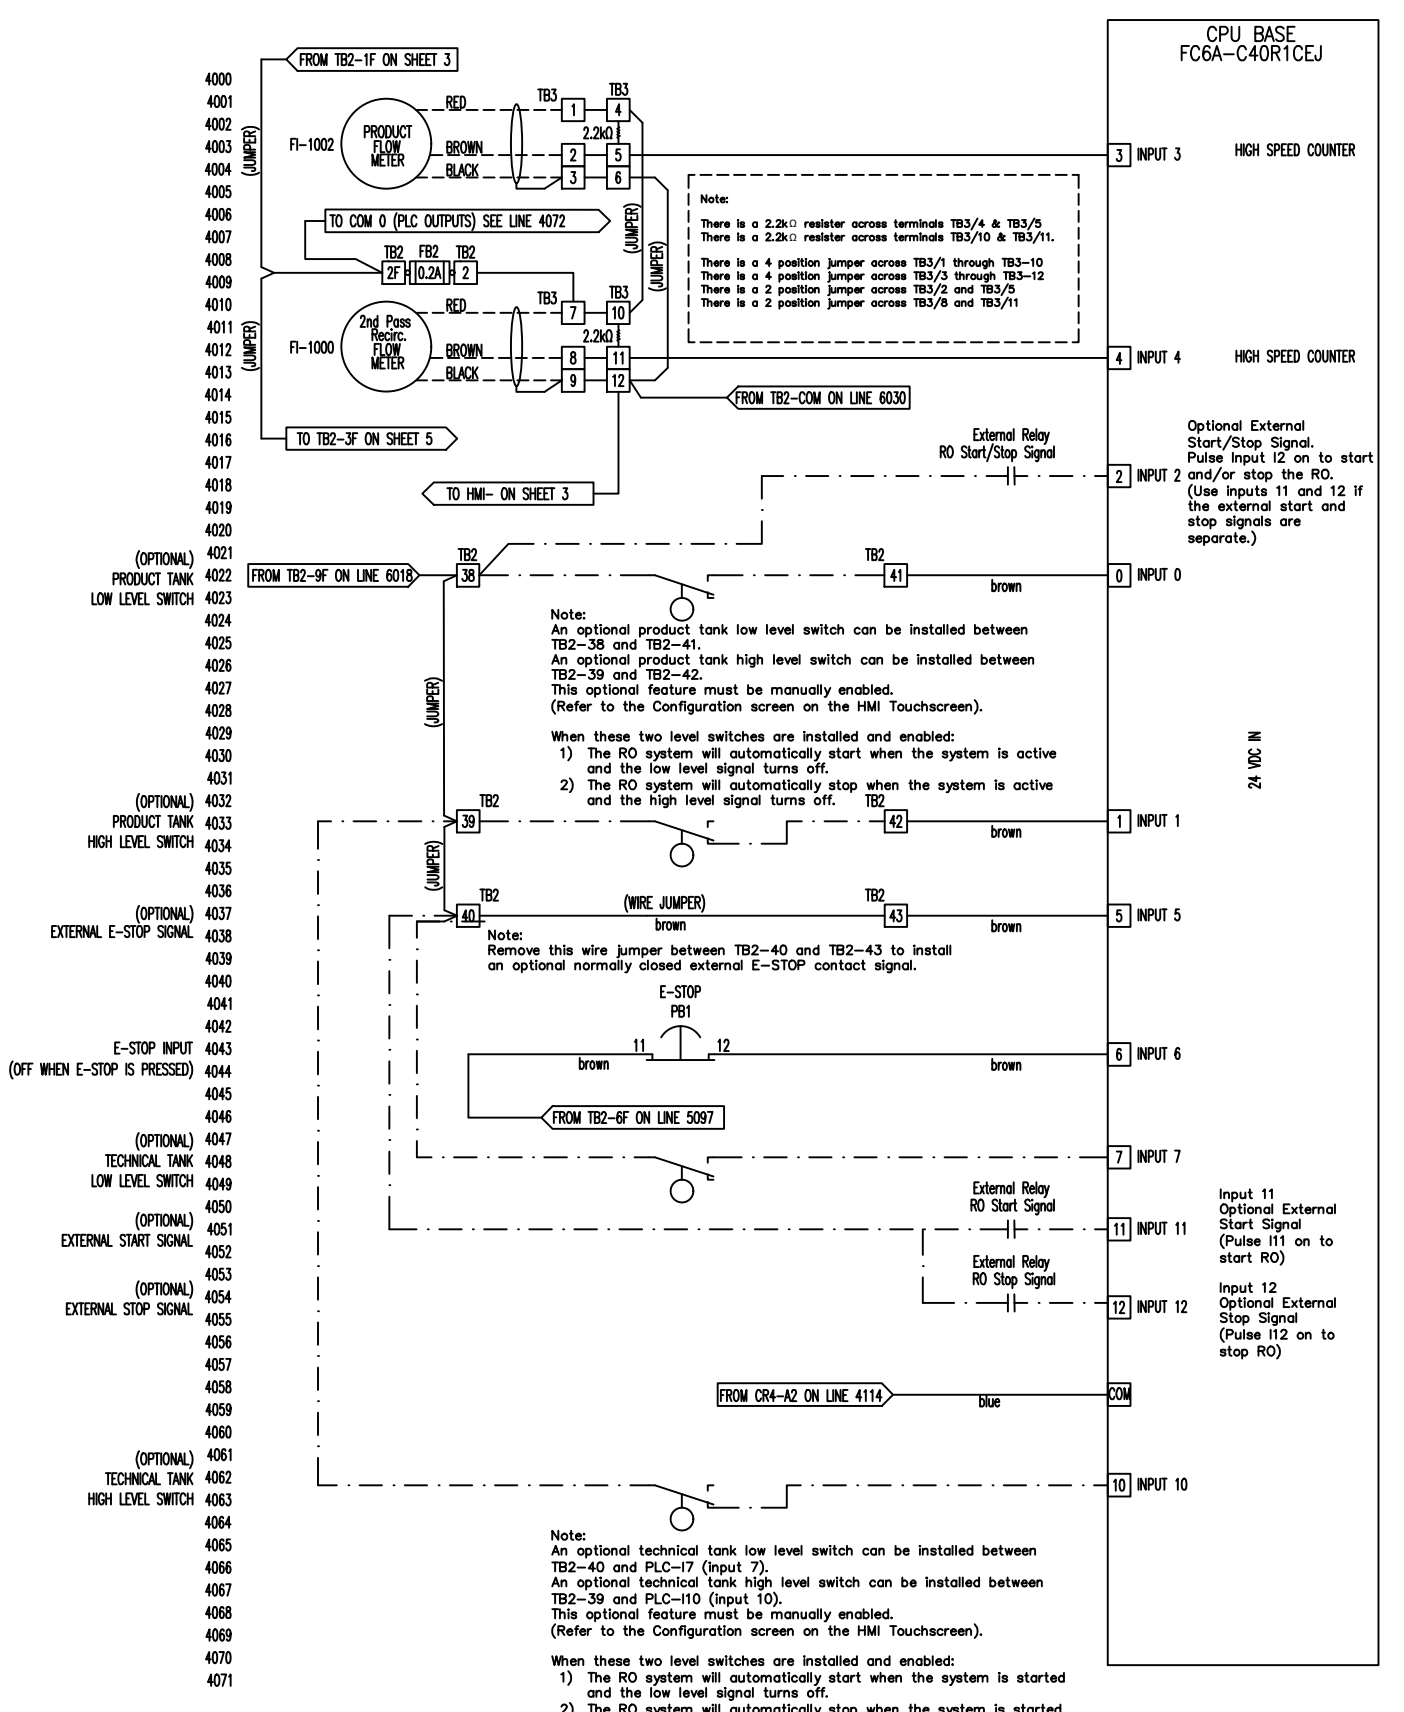 CPU BASE
FC6A-C40R1CEJ
FROM TB2-1F ON SHEET 3
4000
4001
4002
4003
4004
4005
4006
4007
4008
4009
4010
4011
4012
4013
4014
4015
4016
4017
4018
4019
4020
4021
4022
4023
4024
4025
4026
4027
4028
4029
4030
4031
4032
4033
4034
4035
4036
4037
4038
4039
4040
4041
4042
4043
4044
4045
4046
4047
4048
4049
4050
4051
4052
4053
4054
4055
4056
4057
4058
4059
4060
4061
4062
4063
4064
4065
4066
4067
4068
4069
4070
4071
(JUMPER)
FI-1002
PRODUCT
FLOW
METER
RED
BROWN
BLACK
TB3
1
2
3
TB3
4
2.2kΩ
5
6
3 INPUT 3
HIGH SPEED COUNTER
TO COM 0 (PLC OUTPUTS) SEE LINE 4072
TB2 FB2 TB2
2F 0.2A 2
(JUMPER)
(JUMPER)
Note:
There is a 2.2kΩ resister across terminals TB3/4 & TB3/5
There is a 2.2kΩ resister across terminals TB3/10 & TB3/11.
There is a 4 position jumper across TB3/1 through TB3-10
There is a 4 position jumper across TB3/3 through TB3-12
There is a 2 position jumper across TB3/2 and TB3/5
There is a 2 position jumper across TB3/8 and TB3/11
(JUMPER)
FI-1000
2nd Pass
Recirc.
FLOW
METER
RED
BROWN
BLACK
TB3
7
8
9
TB3
10
2.2kΩ
11
12
4 INPUT 4
HIGH SPEED COUNTER
FROM TB2-COM ON LINE 6030
TO TB2-3F ON SHEET 5
TO HMI- ON SHEET 3
External Relay
RO Start/Stop Signal
2 INPUT 2
Optional External
Start/Stop Signal.
Pulse Input I2 on to start
and/or stop the RO.
(Use inputs 11 and 12 if
the external start and
stop signals are
separate.)
(OPTIONAL)
PRODUCT TANK
LOW LEVEL SWITCH
FROM TB2-9F ON LINE 6018
TB2
38
TB2
41
brown
0 INPUT 0
Note:
An optional product tank low level switch can be installed between
TB2-38 and TB2-41.
An optional product tank high level switch can be installed between
TB2-39 and TB2-42.
This optional feature must be manually enabled.
(Refer to the Configuration screen on the HMI Touchscreen).
When these two level switches are installed and enabled:
1) The RO system will automatically start when the system is active
and the low level signal turns off.
2) The RO system will automatically stop when the system is active
and the high level signal turns off.
(JUMPER)
24 VDC IN
(OPTIONAL)
PRODUCT TANK
HIGH LEVEL SWITCH
TB2
39
TB2
42
brown
1 INPUT 1
(JUMPER)
(OPTIONAL)
EXTERNAL E-STOP SIGNAL
TB2
40
(WIRE JUMPER)
brown
TB2
43
brown
5 INPUT 5
Note:
Remove this wire jumper between TB2-40 and TB2-43 to install
an optional normally closed external E-STOP contact signal.
E-STOP
PB1
E-STOP INPUT
(OFF WHEN E-STOP IS PRESSED)
11
12
brown
brown
6 INPUT 6
FROM TB2-6F ON LINE 5097
(OPTIONAL)
TECHNICAL TANK
LOW LEVEL SWITCH
7 INPUT 7
(OPTIONAL)
EXTERNAL START SIGNAL
External Relay
RO Start Signal
11 INPUT 11
Input 11
Optional External
Start Signal
(Pulse I11 on to
start RO)
(OPTIONAL)
EXTERNAL STOP SIGNAL
External Relay
RO Stop Signal
12 INPUT 12
Input 12
Optional External
Stop Signal
(Pulse I12 on to
stop RO)
FROM CR4-A2 ON LINE 4114
blue
COM
(OPTIONAL)
TECHNICAL TANK
HIGH LEVEL SWITCH
10 INPUT 10
Note:
An optional technical tank low level switch can be installed between
TB2-40 and PLC-I7 (input 7).
An optional technical tank high level switch can be installed between
TB2-39 and PLC-I10 (input 10).
This optional feature must be manually enabled.
(Refer to the Configuration screen on the HMI Touchscreen).
When these two level switches are installed and enabled:
1) The RO system will automatically start when the system is started
and the low level signal turns off.
2) The RO system will automatically stop when the system is started